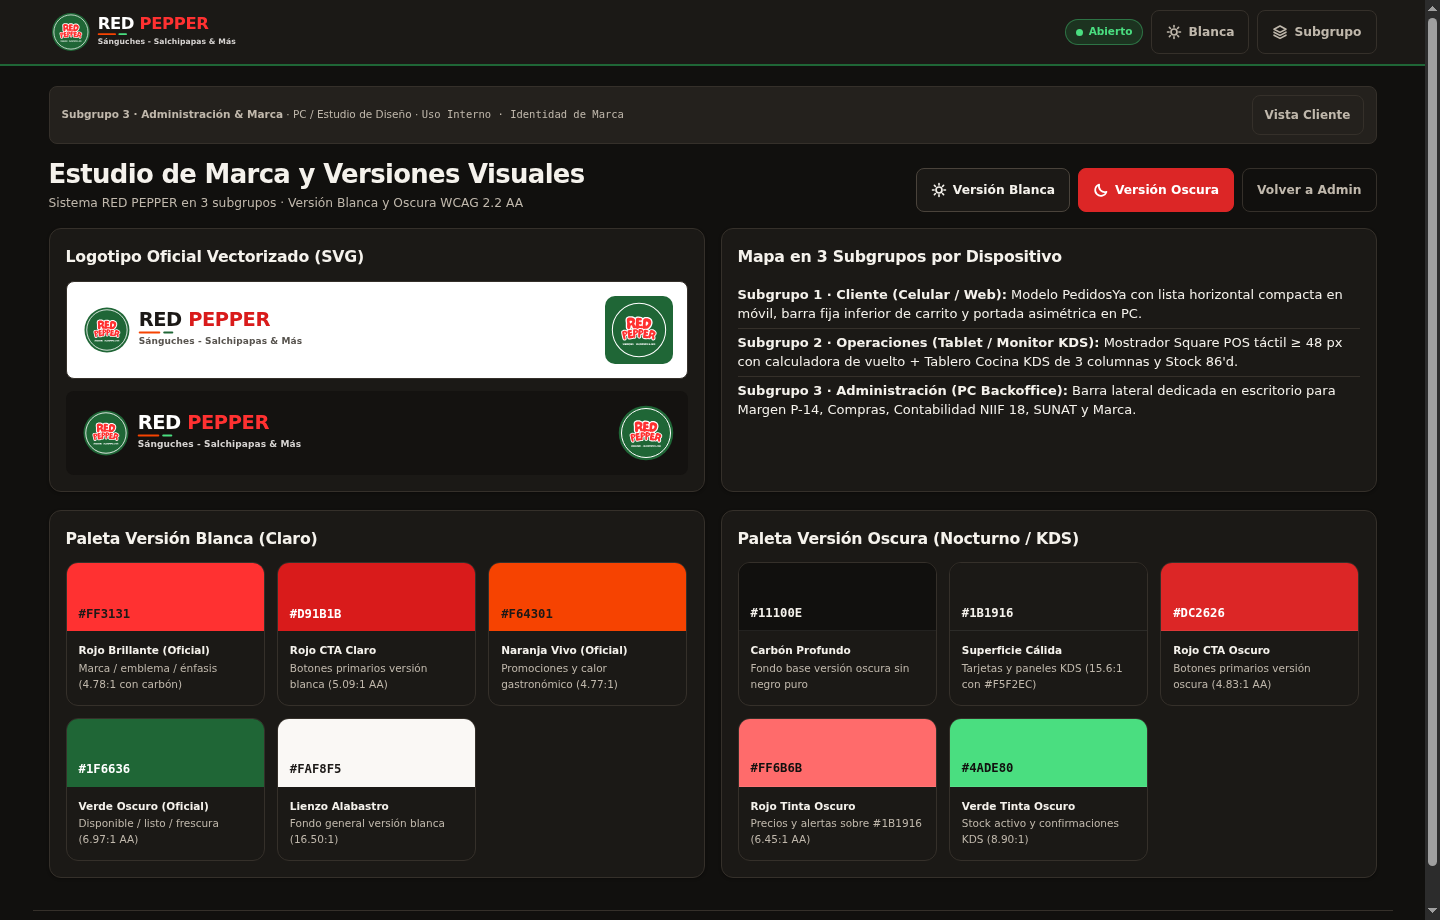 RED PEPPER
Sánguches - Salchipapas & Más
Abierto
Blanca
Subgrupo
Subgrupo 3 · Administración & Marca · PC / Estudio de Diseño · Uso Interno · Identidad de Marca
Vista Cliente
Estudio de Marca y Versiones Visuales
Sistema RED PEPPER en 3 subgrupos · Versión Blanca y Oscura WCAG 2.2 AA
Versión Blanca
Versión Oscura
Volver a Admin
Logotipo Oficial Vectorizado (SVG)
RED PEPPER
RED PEPPER
Sánguches - Salchipapas & Más
RED PEPPER
RED PEPPER
RED PEPPER
Sánguches - Salchipapas & Más
RED PEPPER
Mapa en 3 Subgrupos por Dispositivo
Subgrupo 1 · Cliente (Celular / Web): Modelo PedidosYa con lista horizontal compacta en
móvil, barra fija inferior de carrito y portada asimétrica en PC.
Subgrupo 2 · Operaciones (Tablet / Monitor KDS): Mostrador Square POS táctil ≥ 48 px
con calculadora de vuelto + Tablero Cocina KDS de 3 columnas y Stock 86'd.
Subgrupo 3 · Administración (PC Backoffice): Barra lateral dedicada en escritorio para
Margen P-14, Compras, Contabilidad NIIF 18, SUNAT y Marca.
Paleta Versión Blanca (Claro)
#FF3131
Rojo Brillante (Oficial)
Marca / emblema / énfasis
(4.78:1 con carbón)
#D91B1B
Rojo CTA Claro
Botones primarios versión
blanca (5.09:1 AA)
#F64301
Naranja Vivo (Oficial)
Promociones y calor
gastronómico (4.77:1)
#1F6636
Verde Oscuro (Oficial)
Disponible / listo / frescura
(6.97:1 AA)
#FAF8F5
Lienzo Alabastro
Fondo general versión blanca
(16.50:1)
Paleta Versión Oscura (Nocturno / KDS)
#11100E
Carbón Profundo
Fondo base versión oscura sin
negro puro
#1B1916
Superficie Cálida
Tarjetas y paneles KDS (15.6:1
con #F5F2EC)
#DC2626
Rojo CTA Oscuro
Botones primarios versión
oscura (4.83:1 AA)
#FF6B6B
Rojo Tinta Oscuro
Precios y alertas sobre #1B1916
(6.45:1 AA)
#4ADE80
Verde Tinta Oscuro
Stock activo y confirmaciones
KDS (8.90:1)